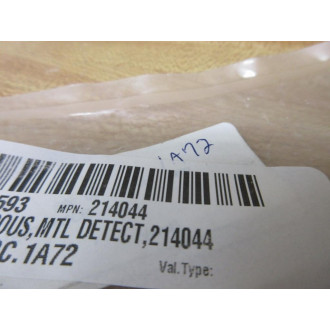 1A72
593 MPN: 214044
OUS,MTL DETECT,214044
C.1A72 Val.Type: